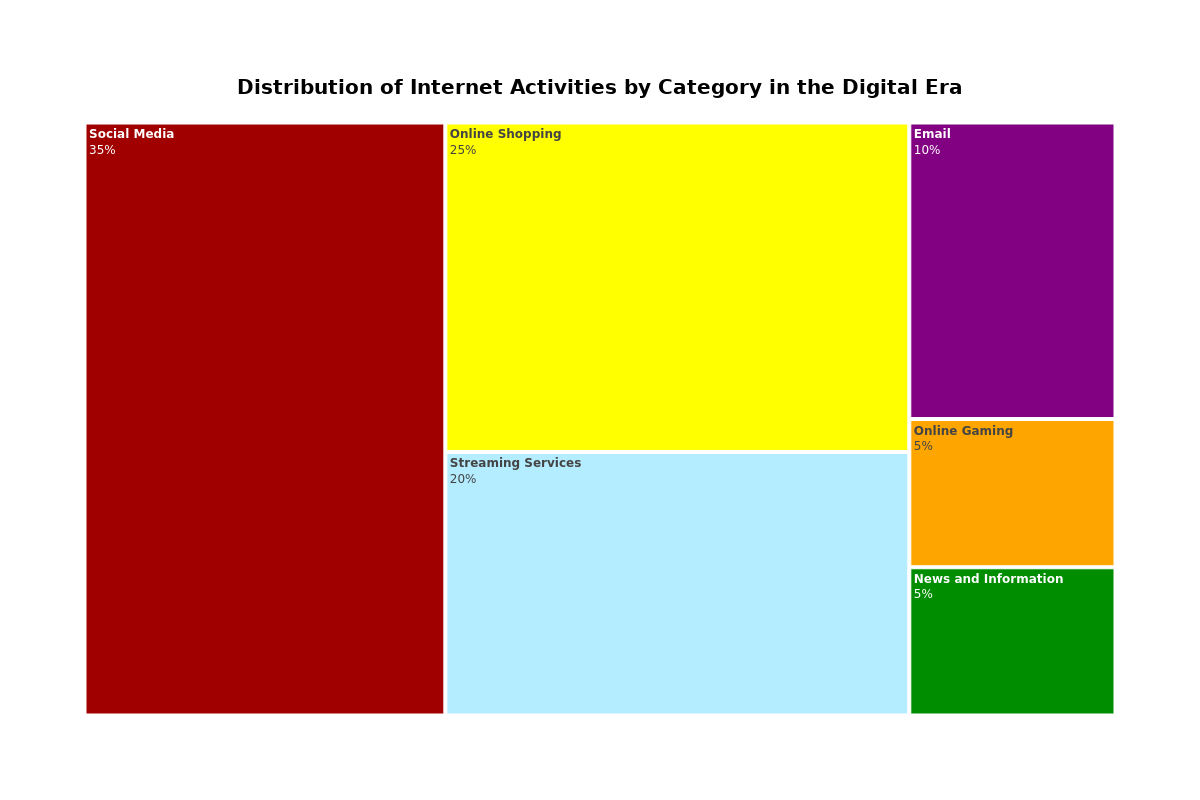 Distribution of Internet Activities by Category in the Digital Era
Social Media
35%
Online Shopping
25%
Streaming Services
20%
Email
10%
Online Gaming
5%
News and Information
5%